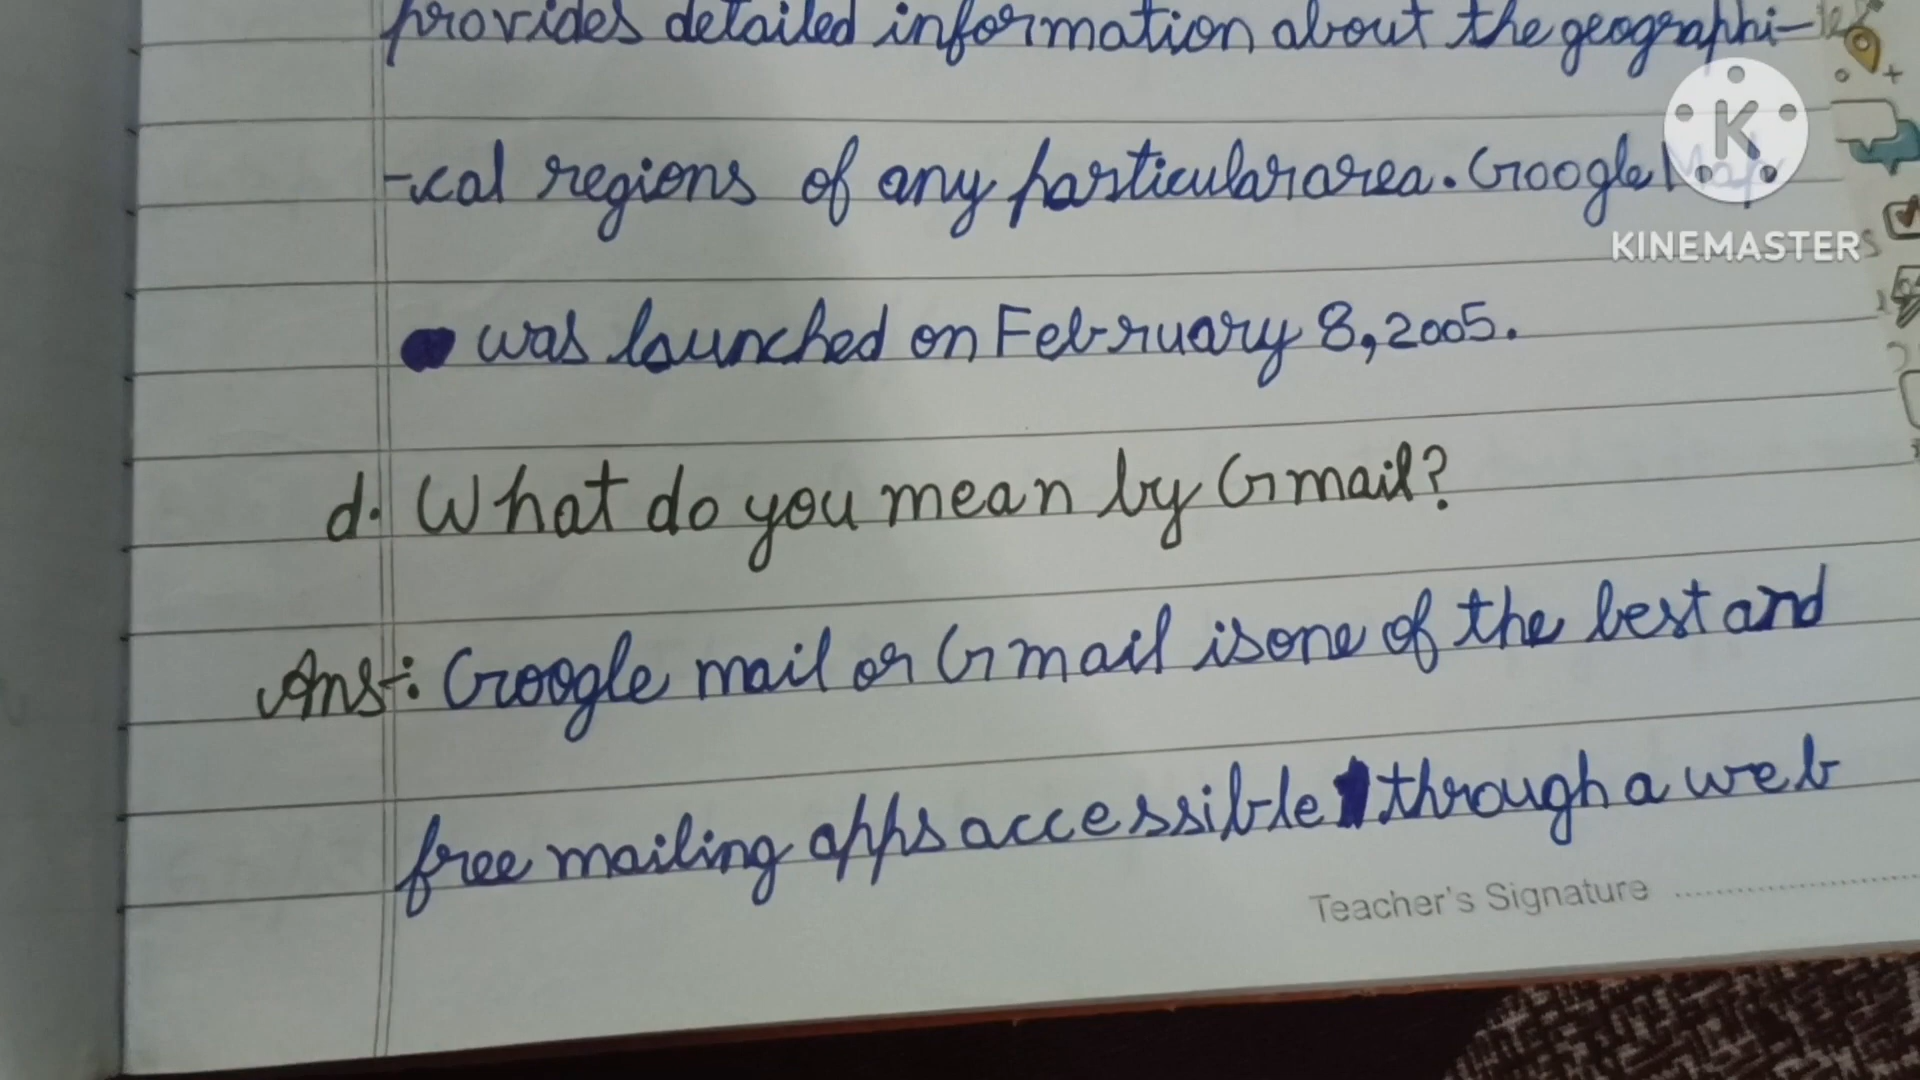 provides detailed information about the geographi-
-cal regions of any particular area. Google Map
KINEMASTER
was launched on February 8, 2005.
d. What do you mean by Gmail?
Ans-: Google mail or Gmail is one of the best and
free mailing apps accessible through a web
Teacher's Signature